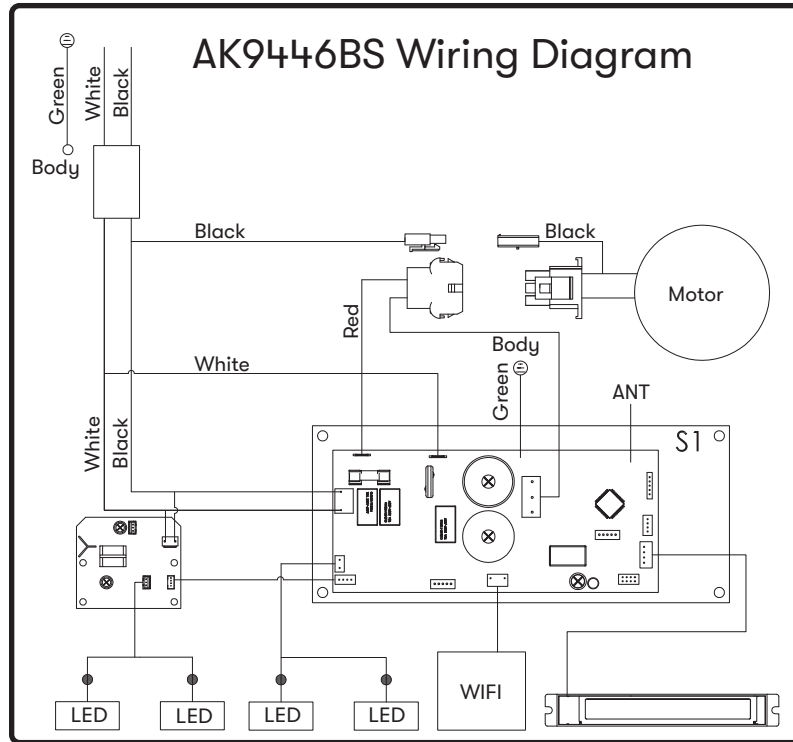 AK9446BS Wiring Diagram
Green
White
Black
Body
Black
Black
Motor
Red
White
Body
Green
ANT
S1
White
Black
WIFI
LED
LED
LED
LED